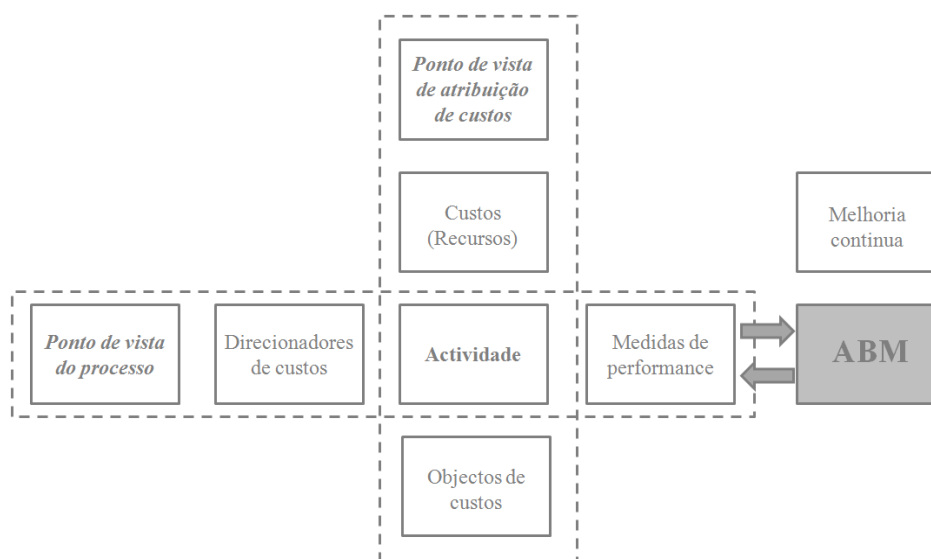 Ponto de vista
de atribuição
de custos
Custos
(Recursos)
Melhoria
continua
Ponto de vista
do processo
Direcionadores
de custos
Actividade
Medidas de
performance
ABM
Objectos de
custos